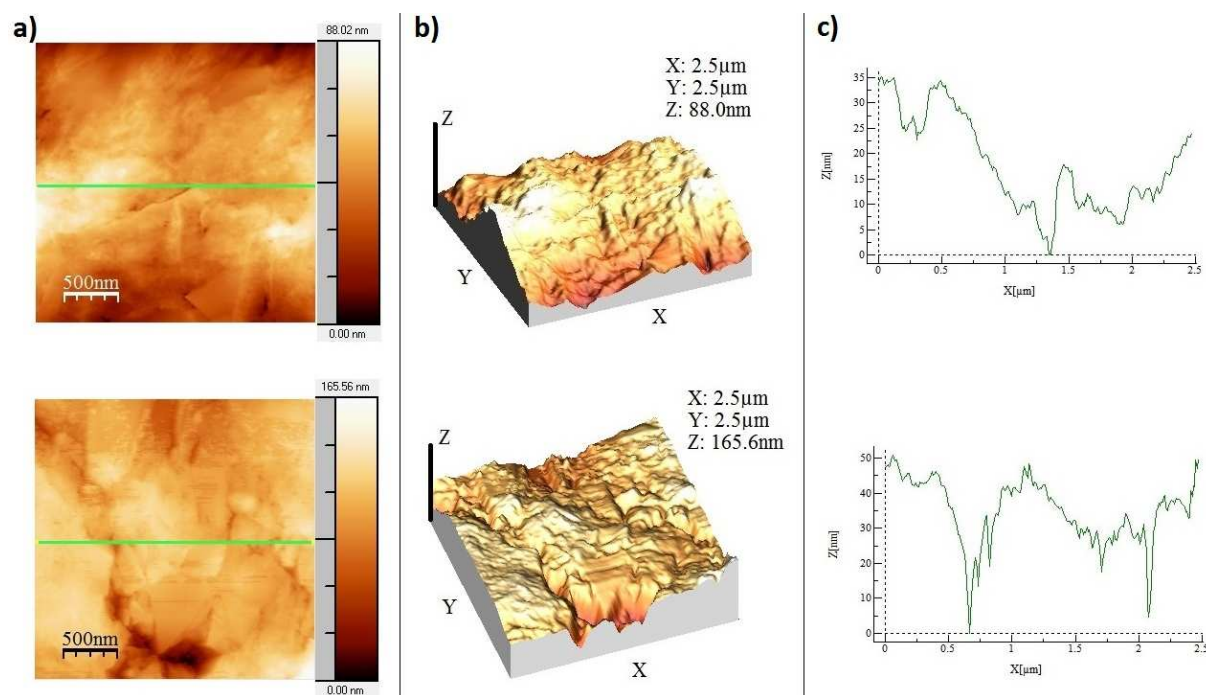 a)
88.02 nm
500nm
0.00 nm
165.56 nm
500nm
0.00 nm
b)
X: 2.5µm
Y: 2.5µm
Z: 88.0nm
Z
Y
X
X: 2.5µm
Y: 2.5µm
Z: 165.6nm
Z
Y
X
c)
35
30
25
20
15
10
5
0
Z[nm]
0 0.5 1 1.5 2 2.5
X[µm]
50
40
30
20
10
0
Z[nm]
0 0.5 1 1.5 2 2.5
X[µm]